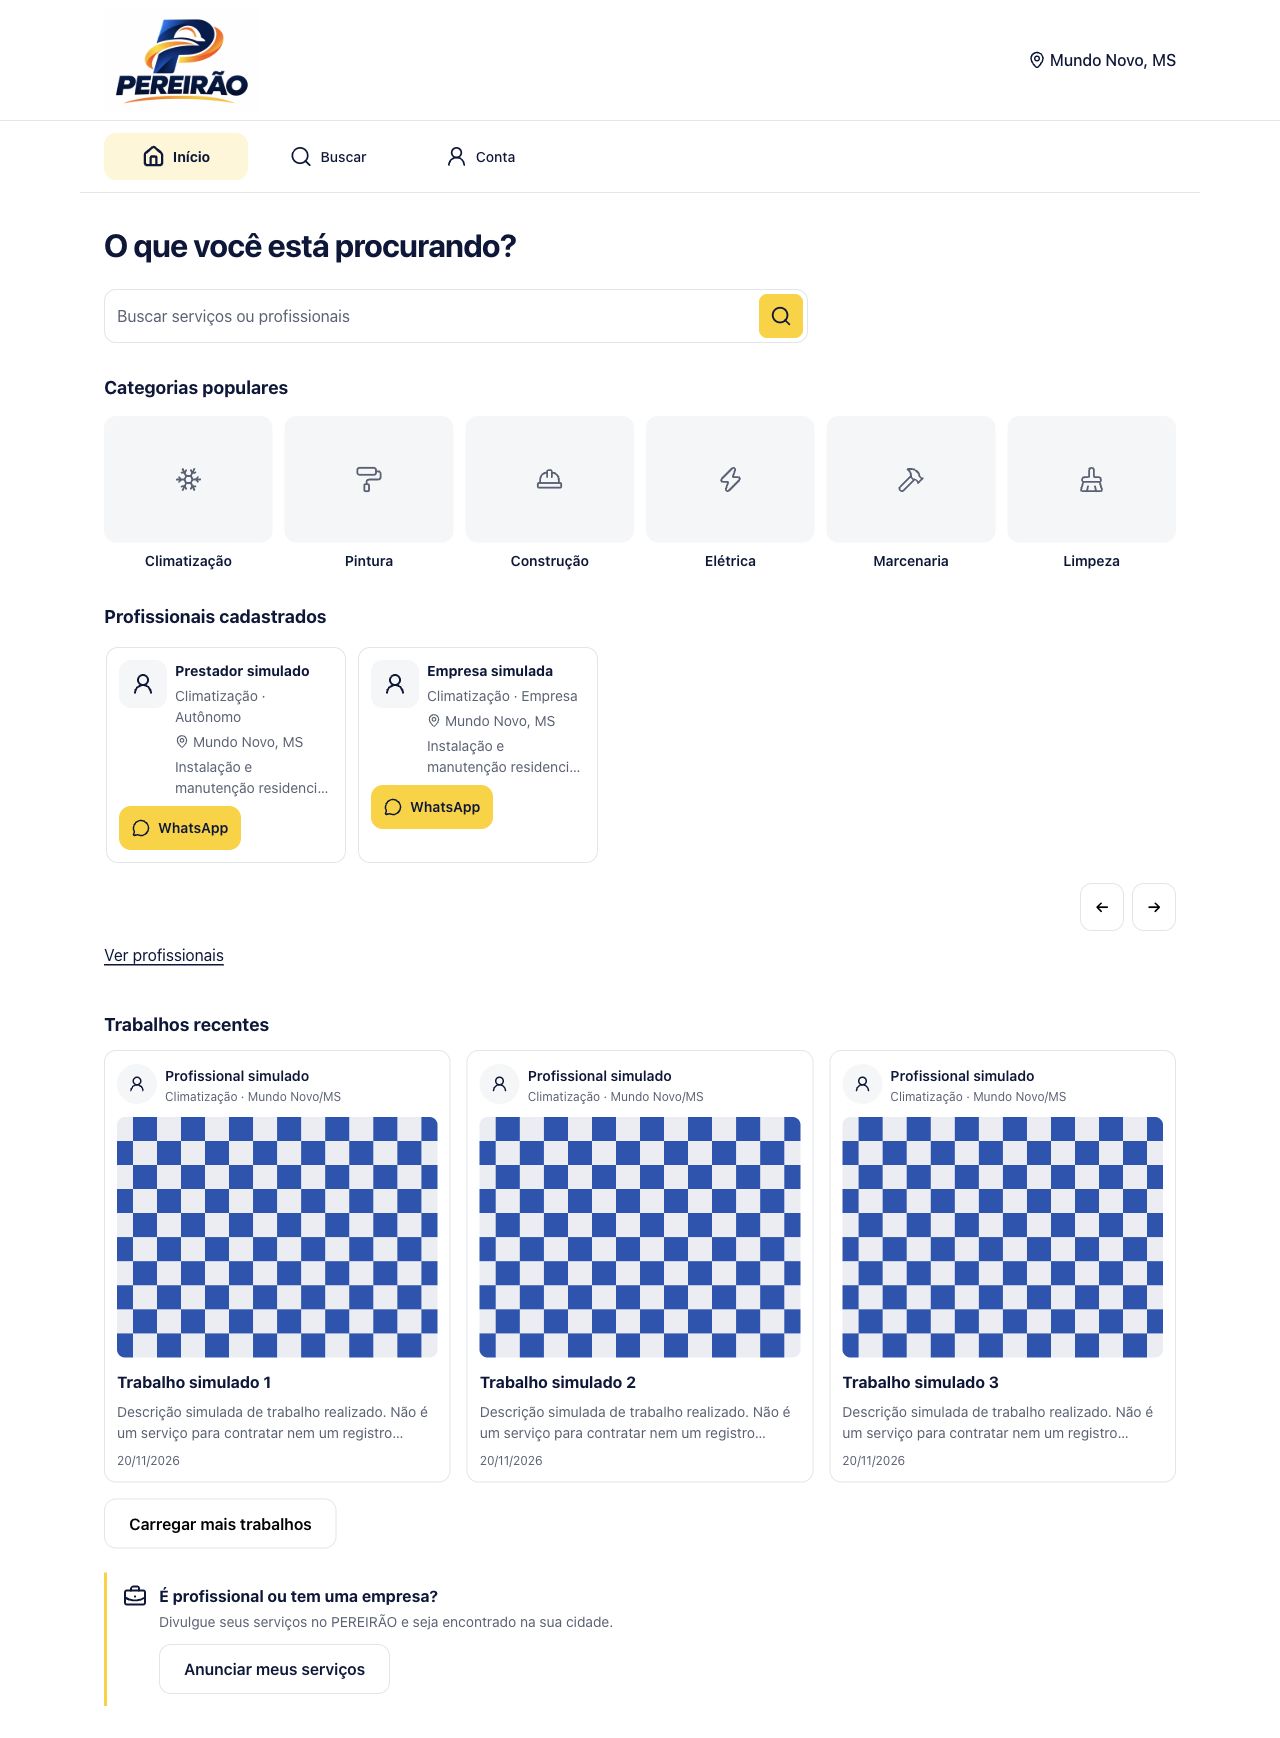 PEREIRÃO
Mundo Novo, MS
Início
Buscar
Conta
O que você está procurando?
Buscar serviços ou profissionais
Categorias populares
Climatização
Pintura
Construção
Elétrica
Marcenaria
Limpeza
Profissionais cadastrados
Prestador simulado
Climatização ·
Autônomo
Mundo Novo, MS
Instalação e
manutenção residenci...
WhatsApp
Empresa simulada
Climatização · Empresa
Mundo Novo, MS
Instalação e
manutenção residenci...
WhatsApp
Ver profissionais
Trabalhos recentes
Profissional simulado
Climatização · Mundo Novo/MS
Trabalho simulado 1
Descrição simulada de trabalho realizado. Não é
um serviço para contratar nem um registro...
20/11/2026
Profissional simulado
Climatização · Mundo Novo/MS
Trabalho simulado 2
Descrição simulada de trabalho realizado. Não é
um serviço para contratar nem um registro...
20/11/2026
Profissional simulado
Climatização · Mundo Novo/MS
Trabalho simulado 3
Descrição simulada de trabalho realizado. Não é
um serviço para contratar nem um registro...
20/11/2026
Carregar mais trabalhos
É profissional ou tem uma empresa?
Divulgue seus serviços no PEREIRÃO e seja encontrado na sua cidade.
Anunciar meus serviços